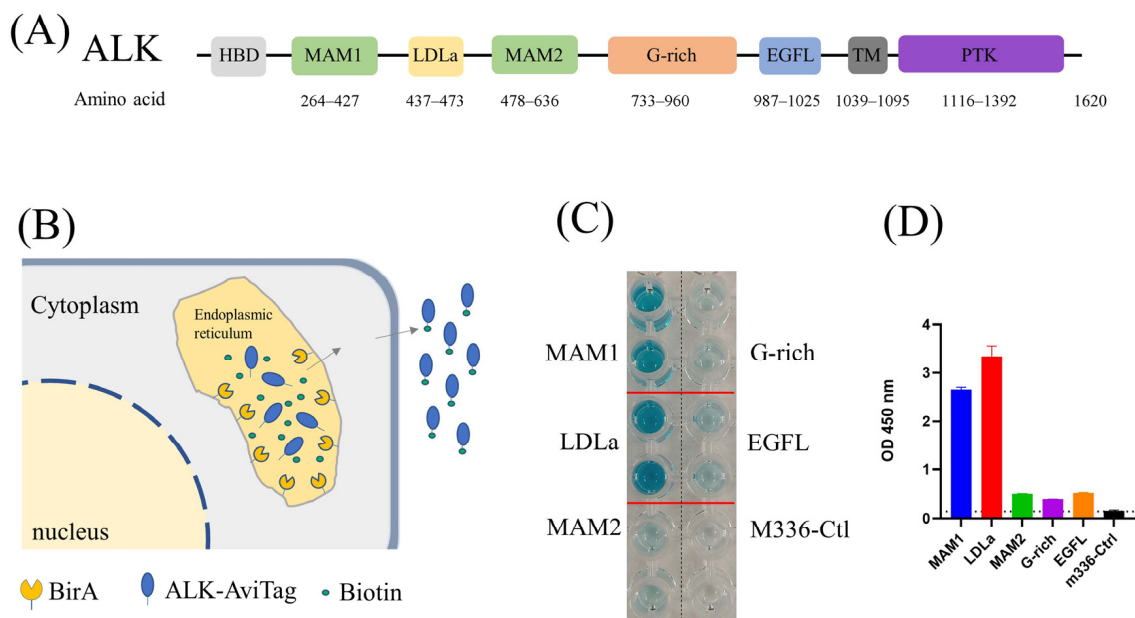 (A)
ALK
HBD MAM1 LDLa MAM2 G-rich EGFL TM PTK
Amino acid 264–427 437–473 478–636 733–960 987–1025 1039–1095 1116–1392 1620
(B)
Cytoplasm
Endoplasmic
reticulum
nucleus
BirA ALK-AviTag Biotin
(C)
MAM1 G-rich
LDLa EGFL
MAM2 M336-Ctl
(D)
OD 450 nm
4
3
2
1
0
MAM1 LDLa MAM2 G-rich EGFL m336-Ctrl